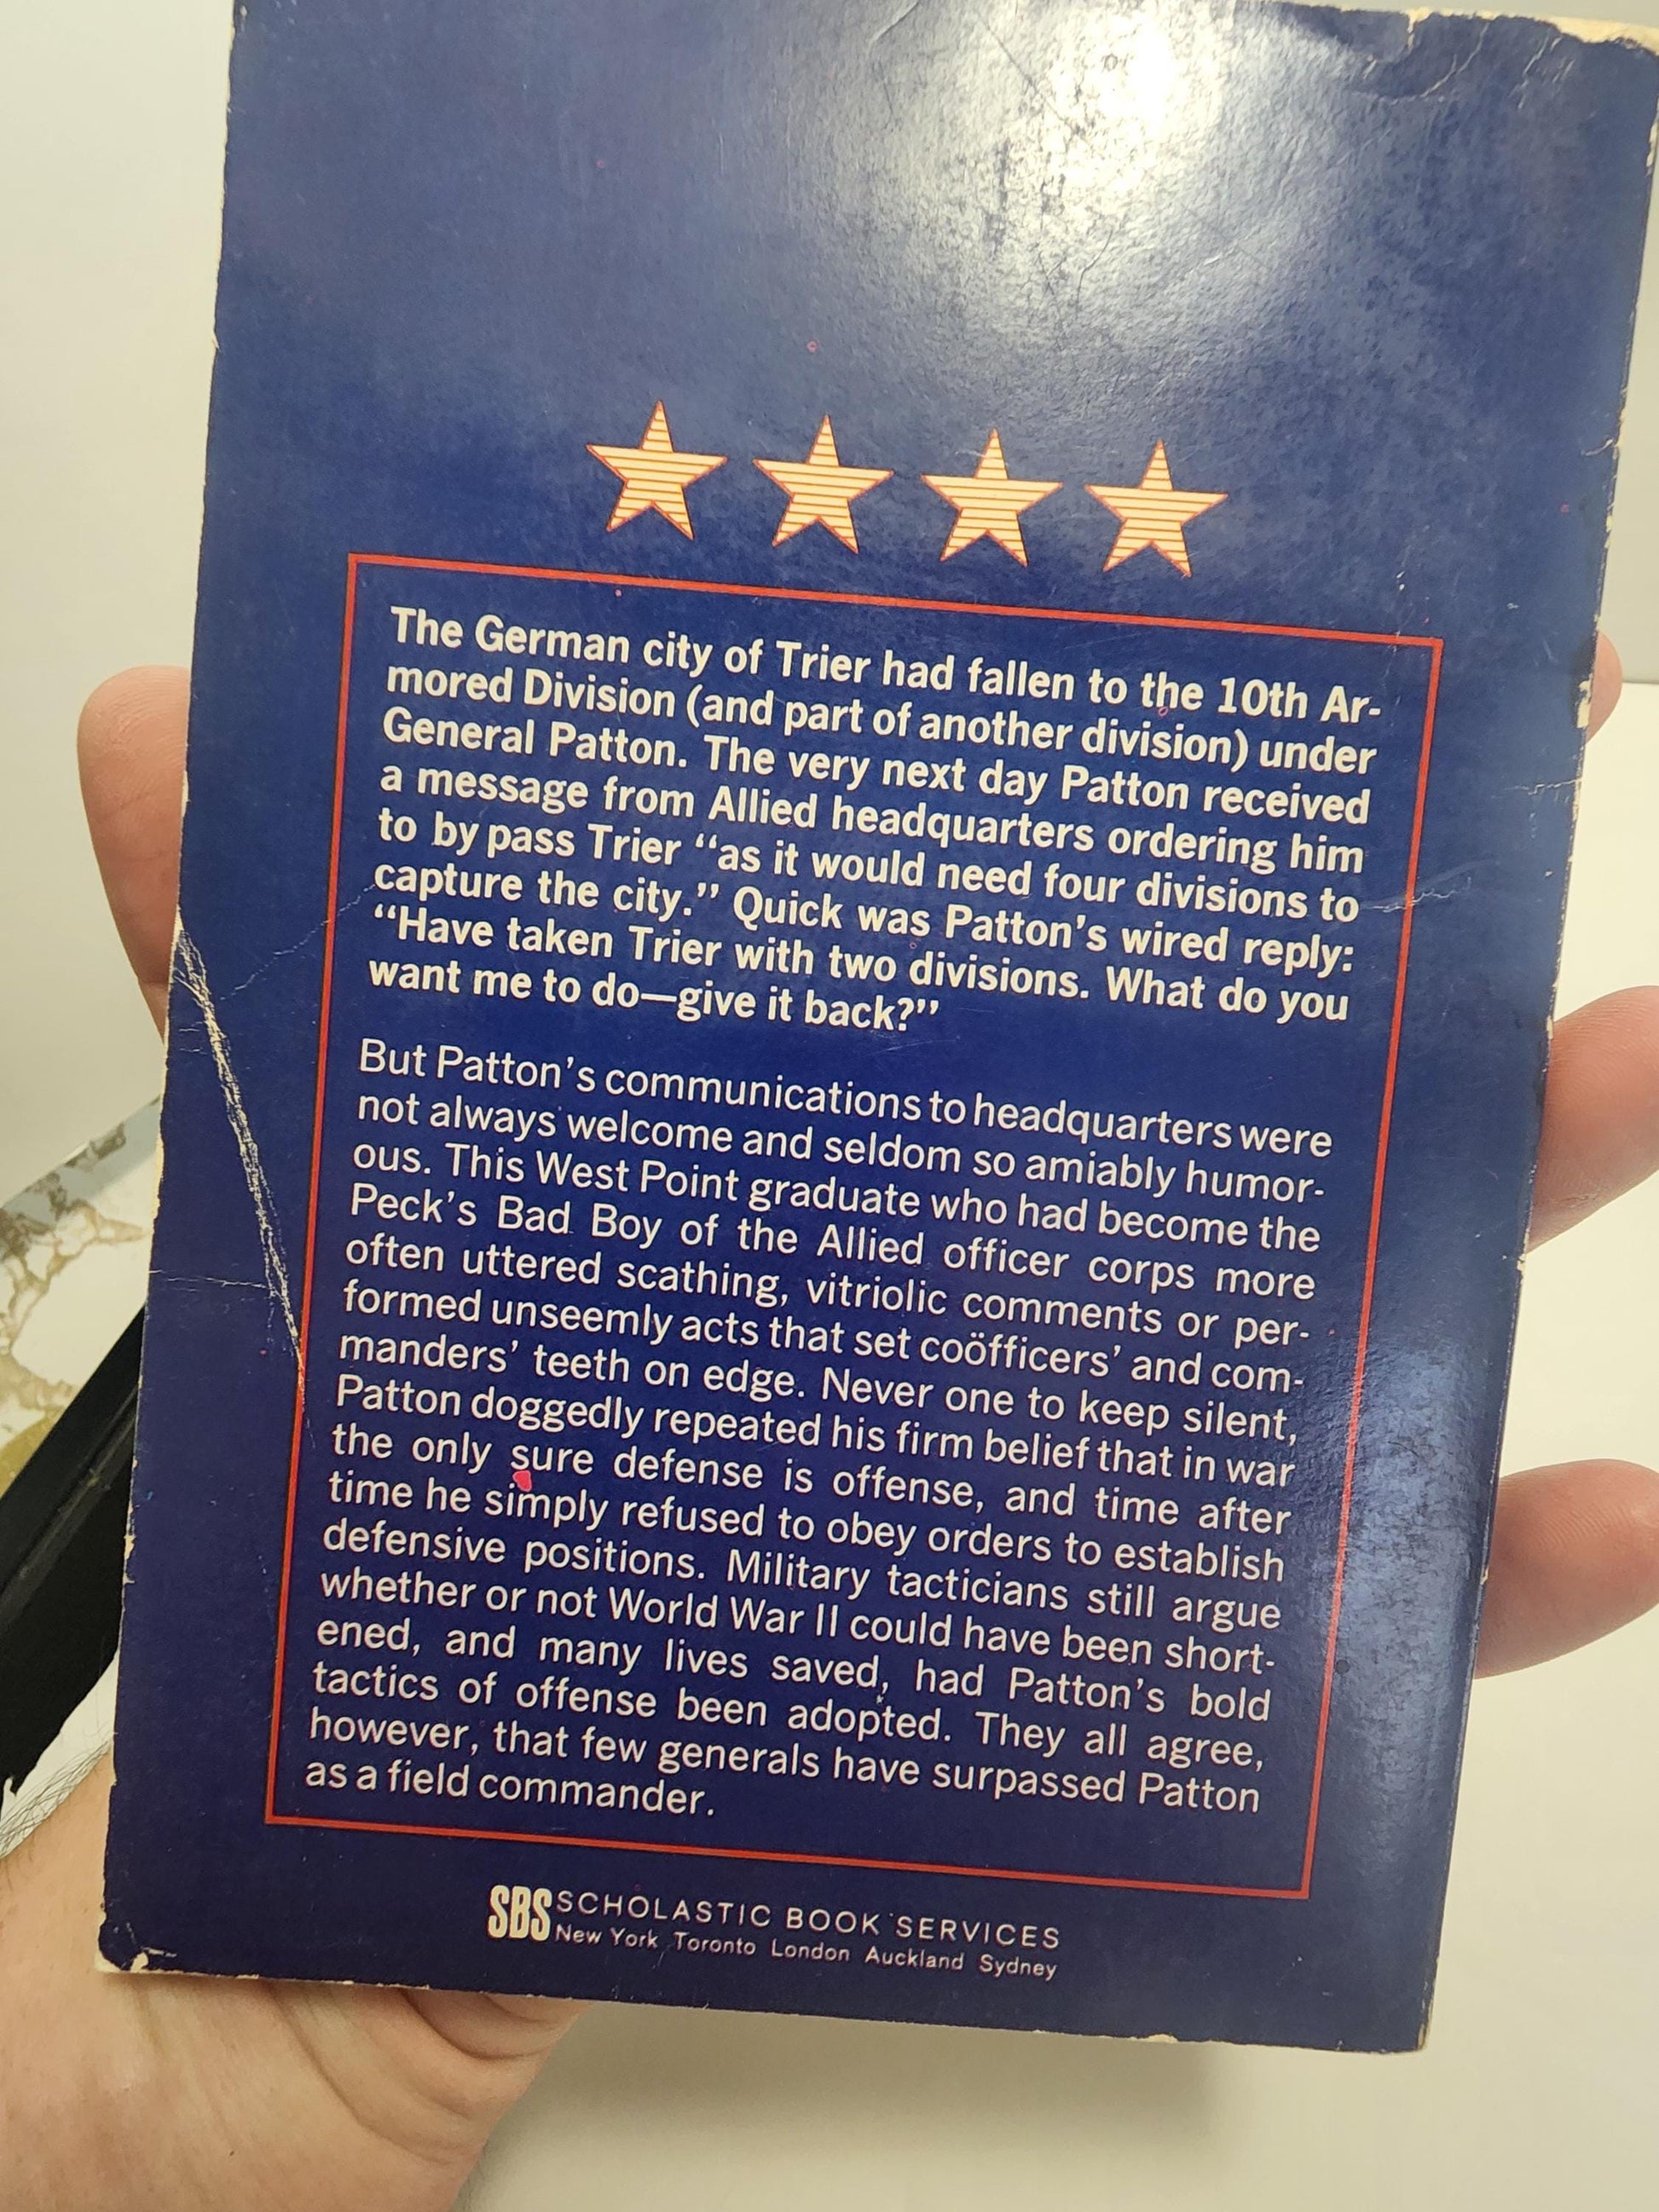 The German city of Trier had fallen to the 10th Ar-
mored Division (and part of another division) under
General Patton. The very next day Patton received
a message from Allied headquarters ordering him
to by pass Trier “as it would need four divisions to
capture the city.” Quick was Patton’s wired reply:
“Have taken Trier with two divisions. What do you
want me to do—give it back?”
But Patton’s communications to headquarters were
not always welcome and seldom so amiably humor-
ous. This West Point graduate who had become the
Peck’s Bad Boy of the Allied officer corps more
often uttered scathing, vitriolic comments or per-
formed unseemly acts that set coöfficers’ and com-
manders’ teeth on edge. Never one to keep silent,
Patton doggedly repeated his firm belief that in war
the only sure defense is offense, and time after
time he simply refused to obey orders to establish
defensive positions. Military tacticians still argue
whether or not World War II could have been short-
ened, and many lives saved, had Patton’s bold
tactics of offense been adopted. They all agree,
however, that few generals have surpassed Patton
as a field commander.
SBS SCHOLASTIC BOOK SERVICES
New York Toronto London Auckland Sydney